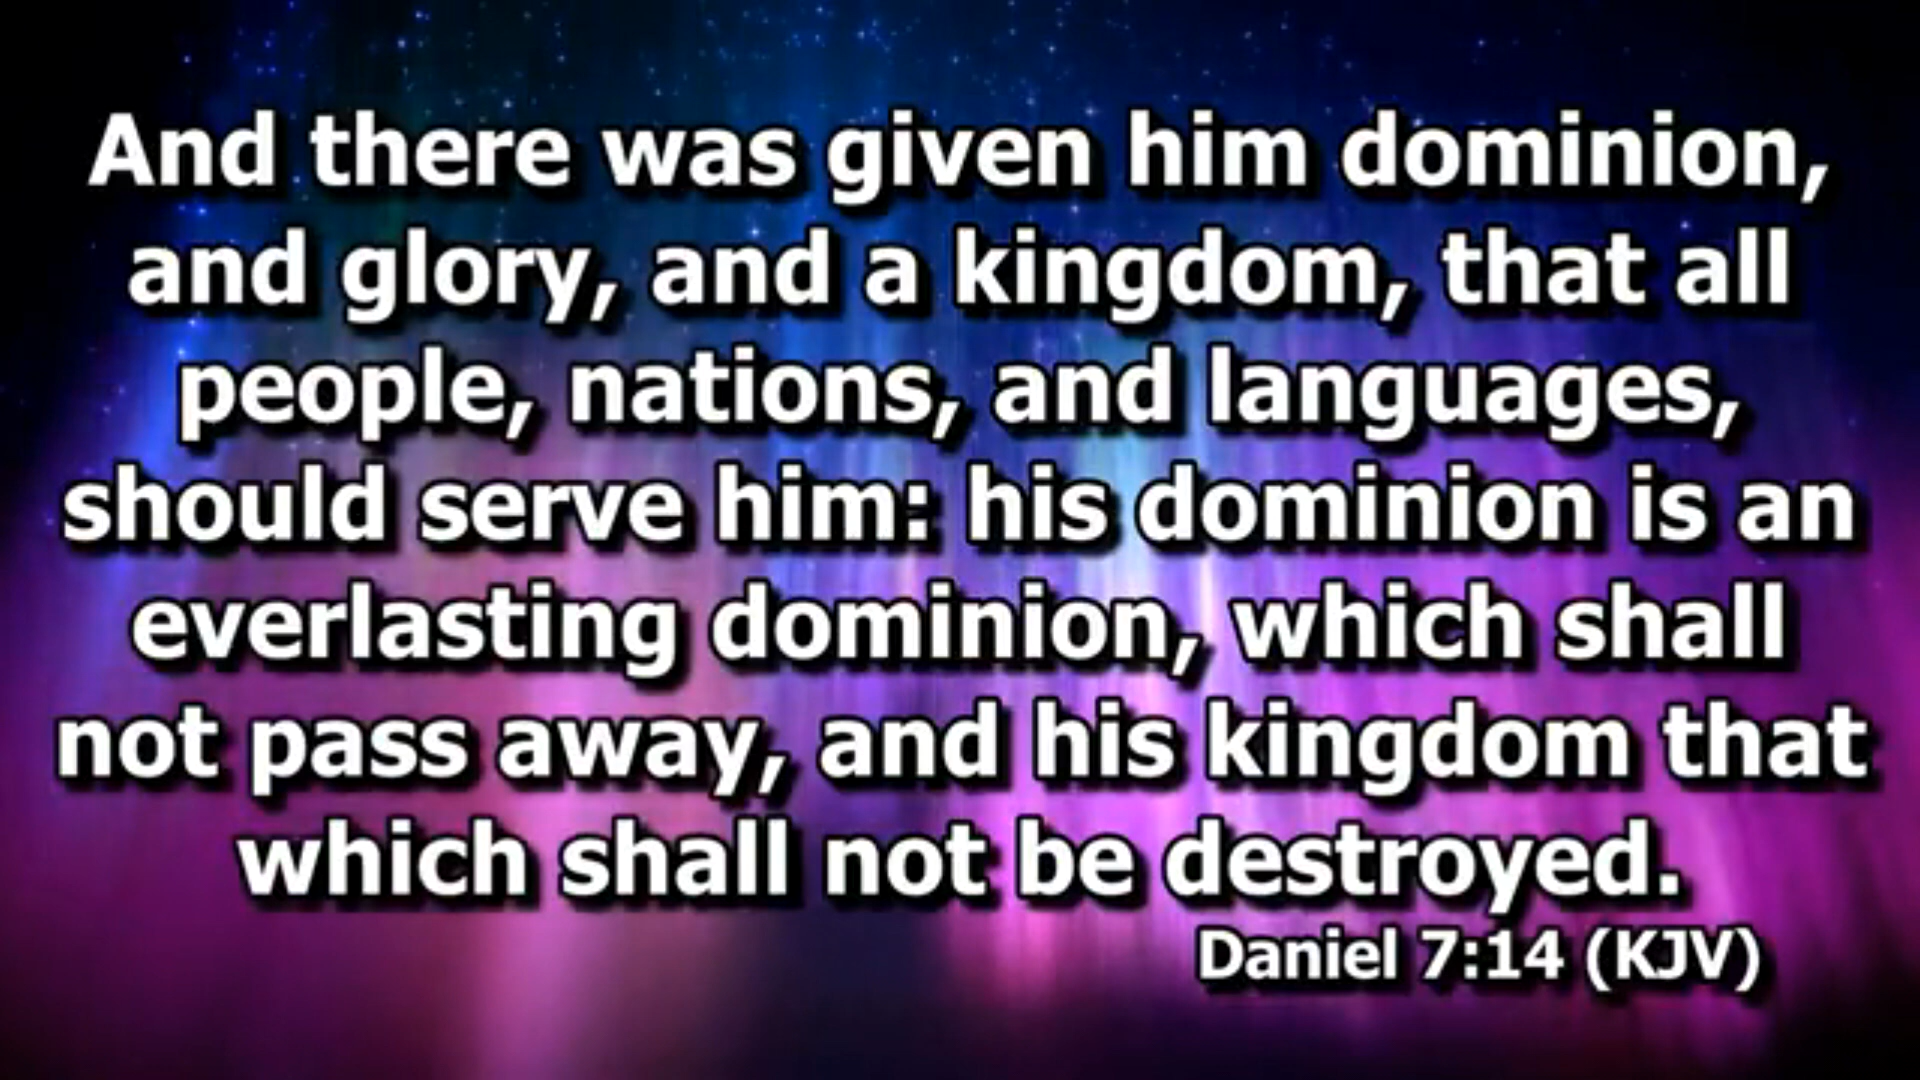 And there was given him dominion,
and glory, and a kingdom, that all
people, nations, and languages,
should serve him: his dominion is an
everlasting dominion, which shall
not pass away, and his kingdom that
which shall not be destroyed.
Daniel 7:14 (KJV)